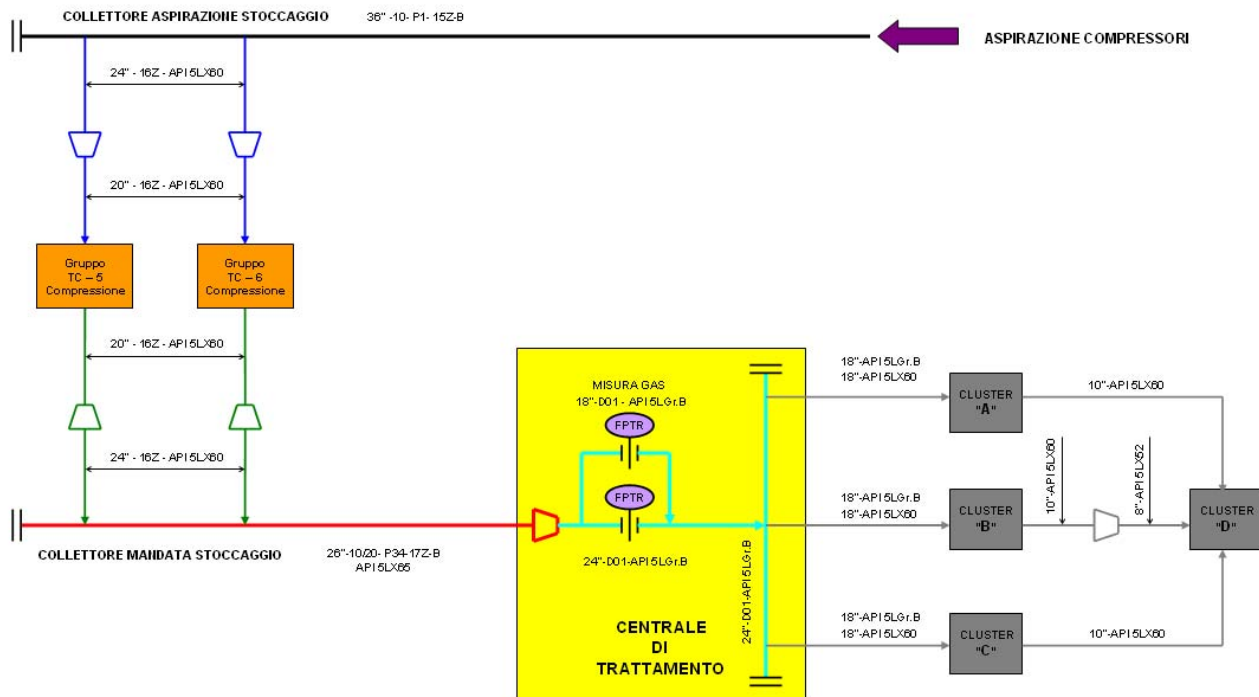 COLLETTORE ASPIRAZIONE STOCCAGGIO
36" -10- P1- 15Z-B
ASPIRAZIONE COMPRESSORI
24" - 16Z - API5LX60
20" - 16Z - API5LX60
Gruppo
TC – 5
Compressione
Gruppo
TC – 6
Compressione
20" - 16Z - API5LX60
24" - 16Z - API5LX60
COLLETTORE MANDATA STOCCAGGIO
26"-10/20- P34-17Z-B
API5LX65
MISURA GAS
18"-D01 - API5LGr.B
FPTR
FPTR
24"-D01-API5LGr.B
24"-D01-API5LGr.B
CENTRALE
DI
TRATTAMENTO
18"-API5LGr.B
18"-API5LX60
CLUSTER
"A"
10"-API5LX60
18"-API5LGr.B
18"-API5LX60
CLUSTER
"B"
10"-API5LX60
8"-API5LX52
CLUSTER
"D"
18"-API5LGr.B
18"-API5LX60
CLUSTER
"C"
10"-API5LX60